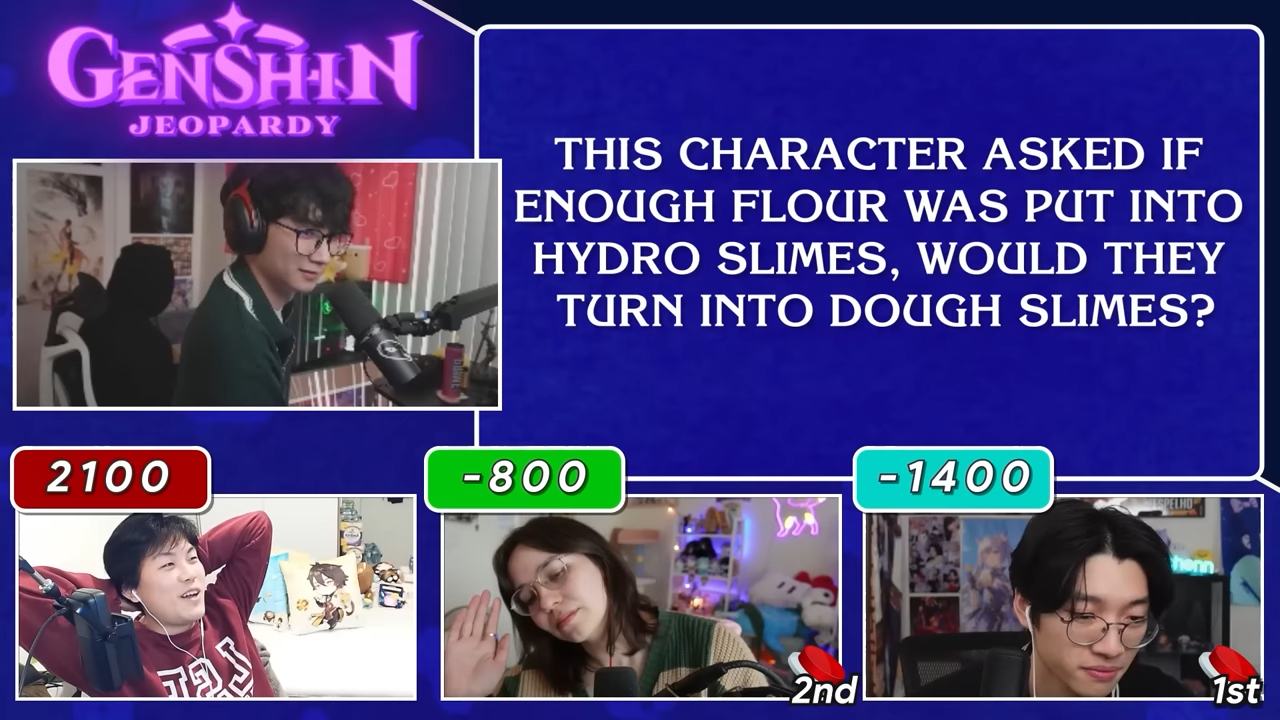 GENSHIN
JEOPARDY
THIS CHARACTER ASKED IF
ENOUGH FLOUR WAS PUT INTO
HYDRO SLIMES, WOULD THEY
TURN INTO DOUGH SLIMES?
2100
-800
-1400
2nd
1st